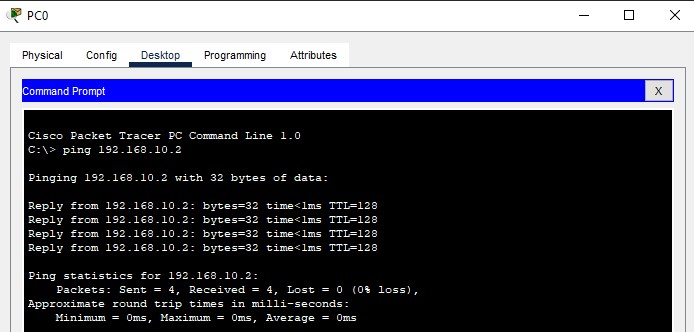 PC0
Physical Config Desktop Programming Attributes
Command Prompt X
Cisco Packet Tracer PC Command Line 1.0
C:\> ping 192.168.10.2
Pinging 192.168.10.2 with 32 bytes of data:
Reply from 192.168.10.2: bytes=32 time<1ms TTL=128
Reply from 192.168.10.2: bytes=32 time<1ms TTL=128
Reply from 192.168.10.2: bytes=32 time<1ms TTL=128
Reply from 192.168.10.2: bytes=32 time<1ms TTL=128
Ping statistics for 192.168.10.2:
    Packets: Sent = 4, Received = 4, Lost = 0 (0% loss),
Approximate round trip times in milli-seconds:
    Minimum = 0ms, Maximum = 0ms, Average = 0ms